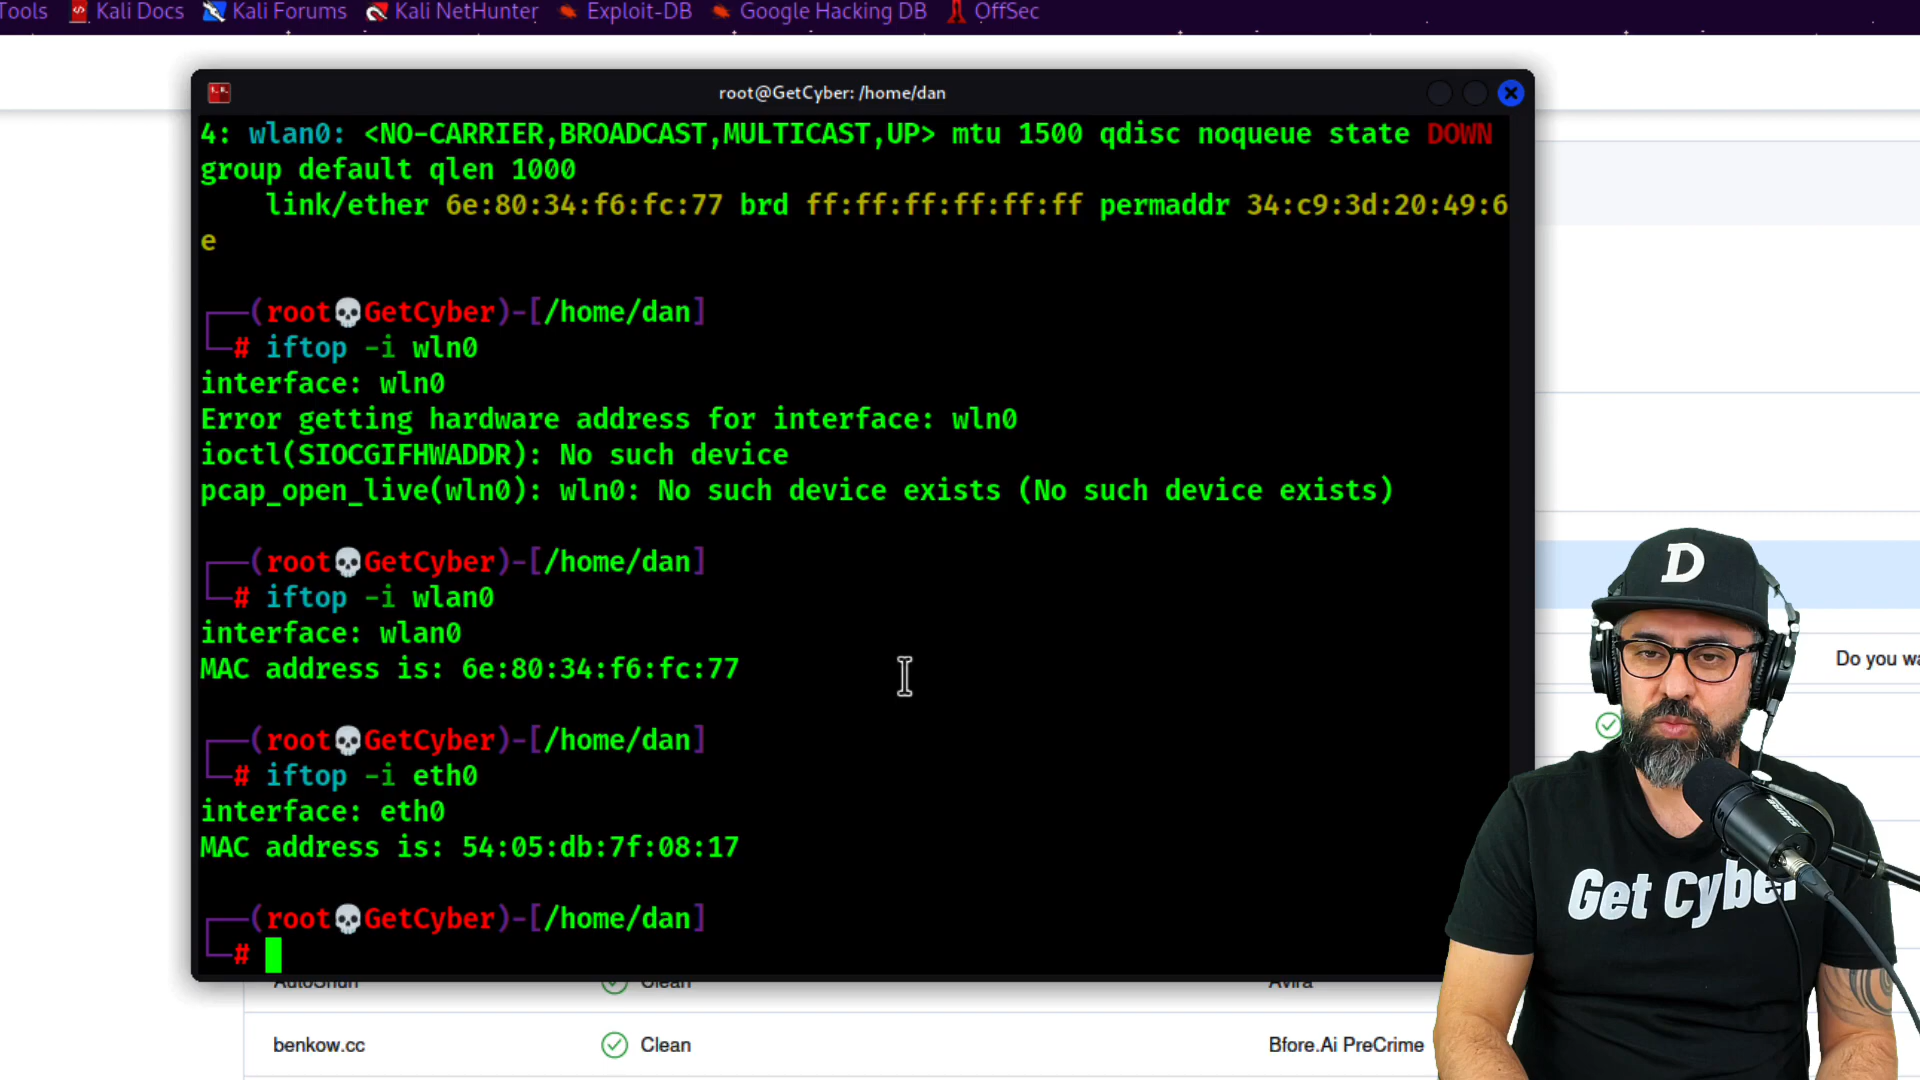 Tools Kali Docs Kali Forums Kali NetHunter Exploit-DB Google Hacking DB OffSec
root@GetCyber: /home/dan
4: wlan0: <NO-CARRIER,BROADCAST,MULTICAST,UP> mtu 1500 qdisc noqueue state DOWN
group default qlen 1000
link/ether 6e:80:34:f6:fc:77 brd ff:ff:ff:ff:ff:ff permaddr 34:c9:3d:20:49:6
e
(root💀GetCyber)-[/home/dan]
# iftop -i wln0
interface: wln0
Error getting hardware address for interface: wln0
ioctl(SIOCGIFHWADDR): No such device
pcap_open_live(wln0): wln0: No such device exists (No such device exists)
(root💀GetCyber)-[/home/dan]
# iftop -i wlan0
interface: wlan0
MAC address is: 6e:80:34:f6:fc:77
(root💀GetCyber)-[/home/dan]
# iftop -i eth0
interface: eth0
MAC address is: 54:05:db:7f:08:17
(root💀GetCyber)-[/home/dan]
#
AutoShun Clean Avira
benkow.cc Clean Bfore.Ai PreCrime
Do you wa
D
Get Cyber
SHURE